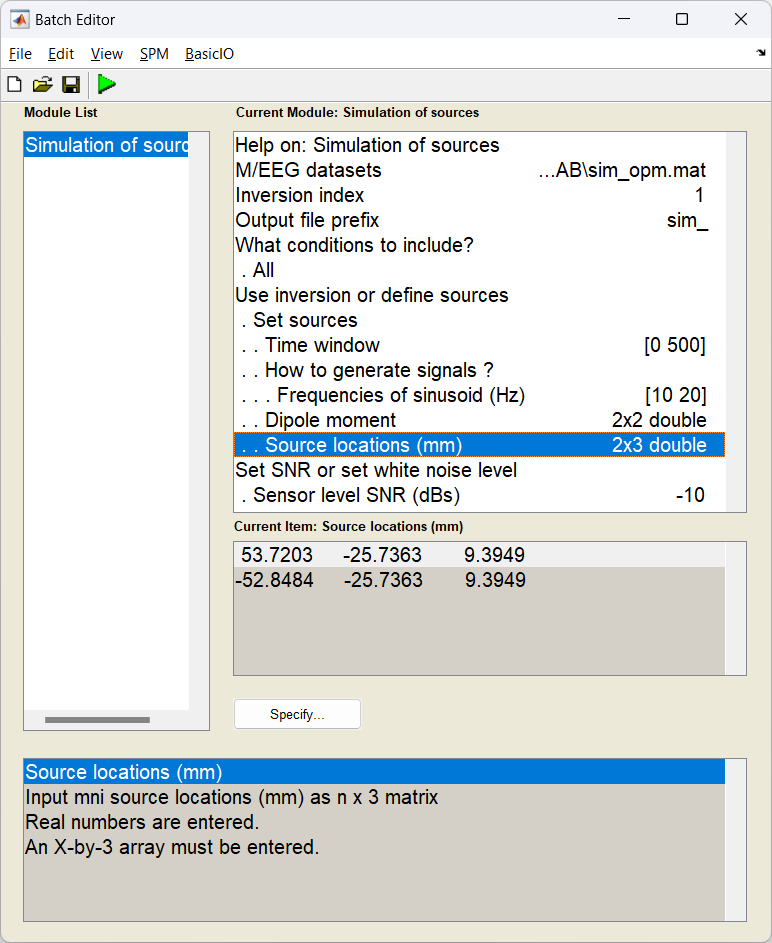 Batch Editor
File Edit View SPM BasicIO
Module List
Simulation of sourc
Current Module: Simulation of sources
Help on: Simulation of sources
M/EEG datasets ...AB\sim_opm.mat
Inversion index 1
Output file prefix sim_
What conditions to include?
. All
Use inversion or define sources
. Set sources
. . Time window [0 500]
. . How to generate signals ?
. . . Frequencies of sinusoid (Hz) [10 20]
. . Dipole moment 2x2 double
. . Source locations (mm) 2x3 double
Set SNR or set white noise level
. Sensor level SNR (dBs) -10
Current Item: Source locations (mm)
53.7203 -25.7363 9.3949
-52.8484 -25.7363 9.3949
Specify...
Source locations (mm)
Input mni source locations (mm) as n x 3 matrix
Real numbers are entered.
An X-by-3 array must be entered.